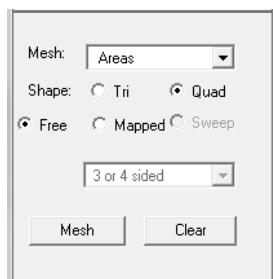 Mesh: Areas
Shape: Tri Quad
Free Mapped Sweep
3 or 4 sided
Mesh Clear